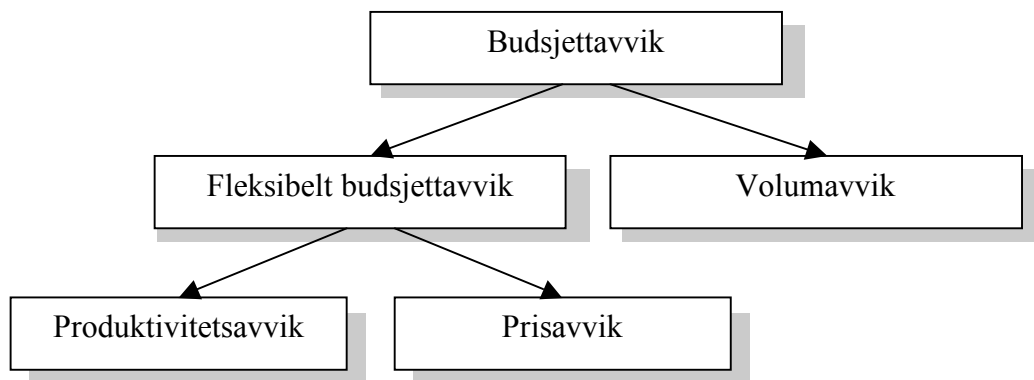 Budsjettavvik
Fleksibelt budsjettavvik
Volumavvik
Produktivitetsavvik
Prisavvik